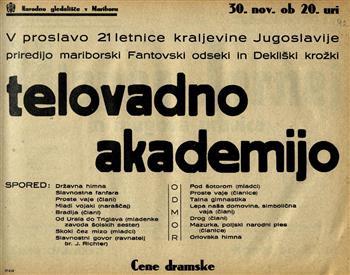 Narodno gledališče v Mariboru
30. nov. ob 20. uri
V proslavo 21 letnice kraljevine Jugoslavije
priredijo mariborski Fantovski odseki in Dekliški krožki
telovadno
akademijo
SPORED:
Državna himna
Slavnostna fanfara
Proste vaje (člani)
Mladi vojaki (naraščaj)
Bradlja (člani)
Od Urala do Triglava (mladenke
zavoda šolskih sester)
Skoki čez mizo (mladci)
Slavnostni govor (ravnatelj
br. J. Richter)
O
D
M
O
R
Pod šotorom (mladci)
Proste vaje (članice)
Talna gimnastika
Lepa naša domovina, simbolična
vaja (člani)
Drog (člani)
Mazurka, poljski narodni ples
(članice)
Orlovska himna
Cene dramske